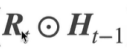 R_t ⊙ H_{t−1}